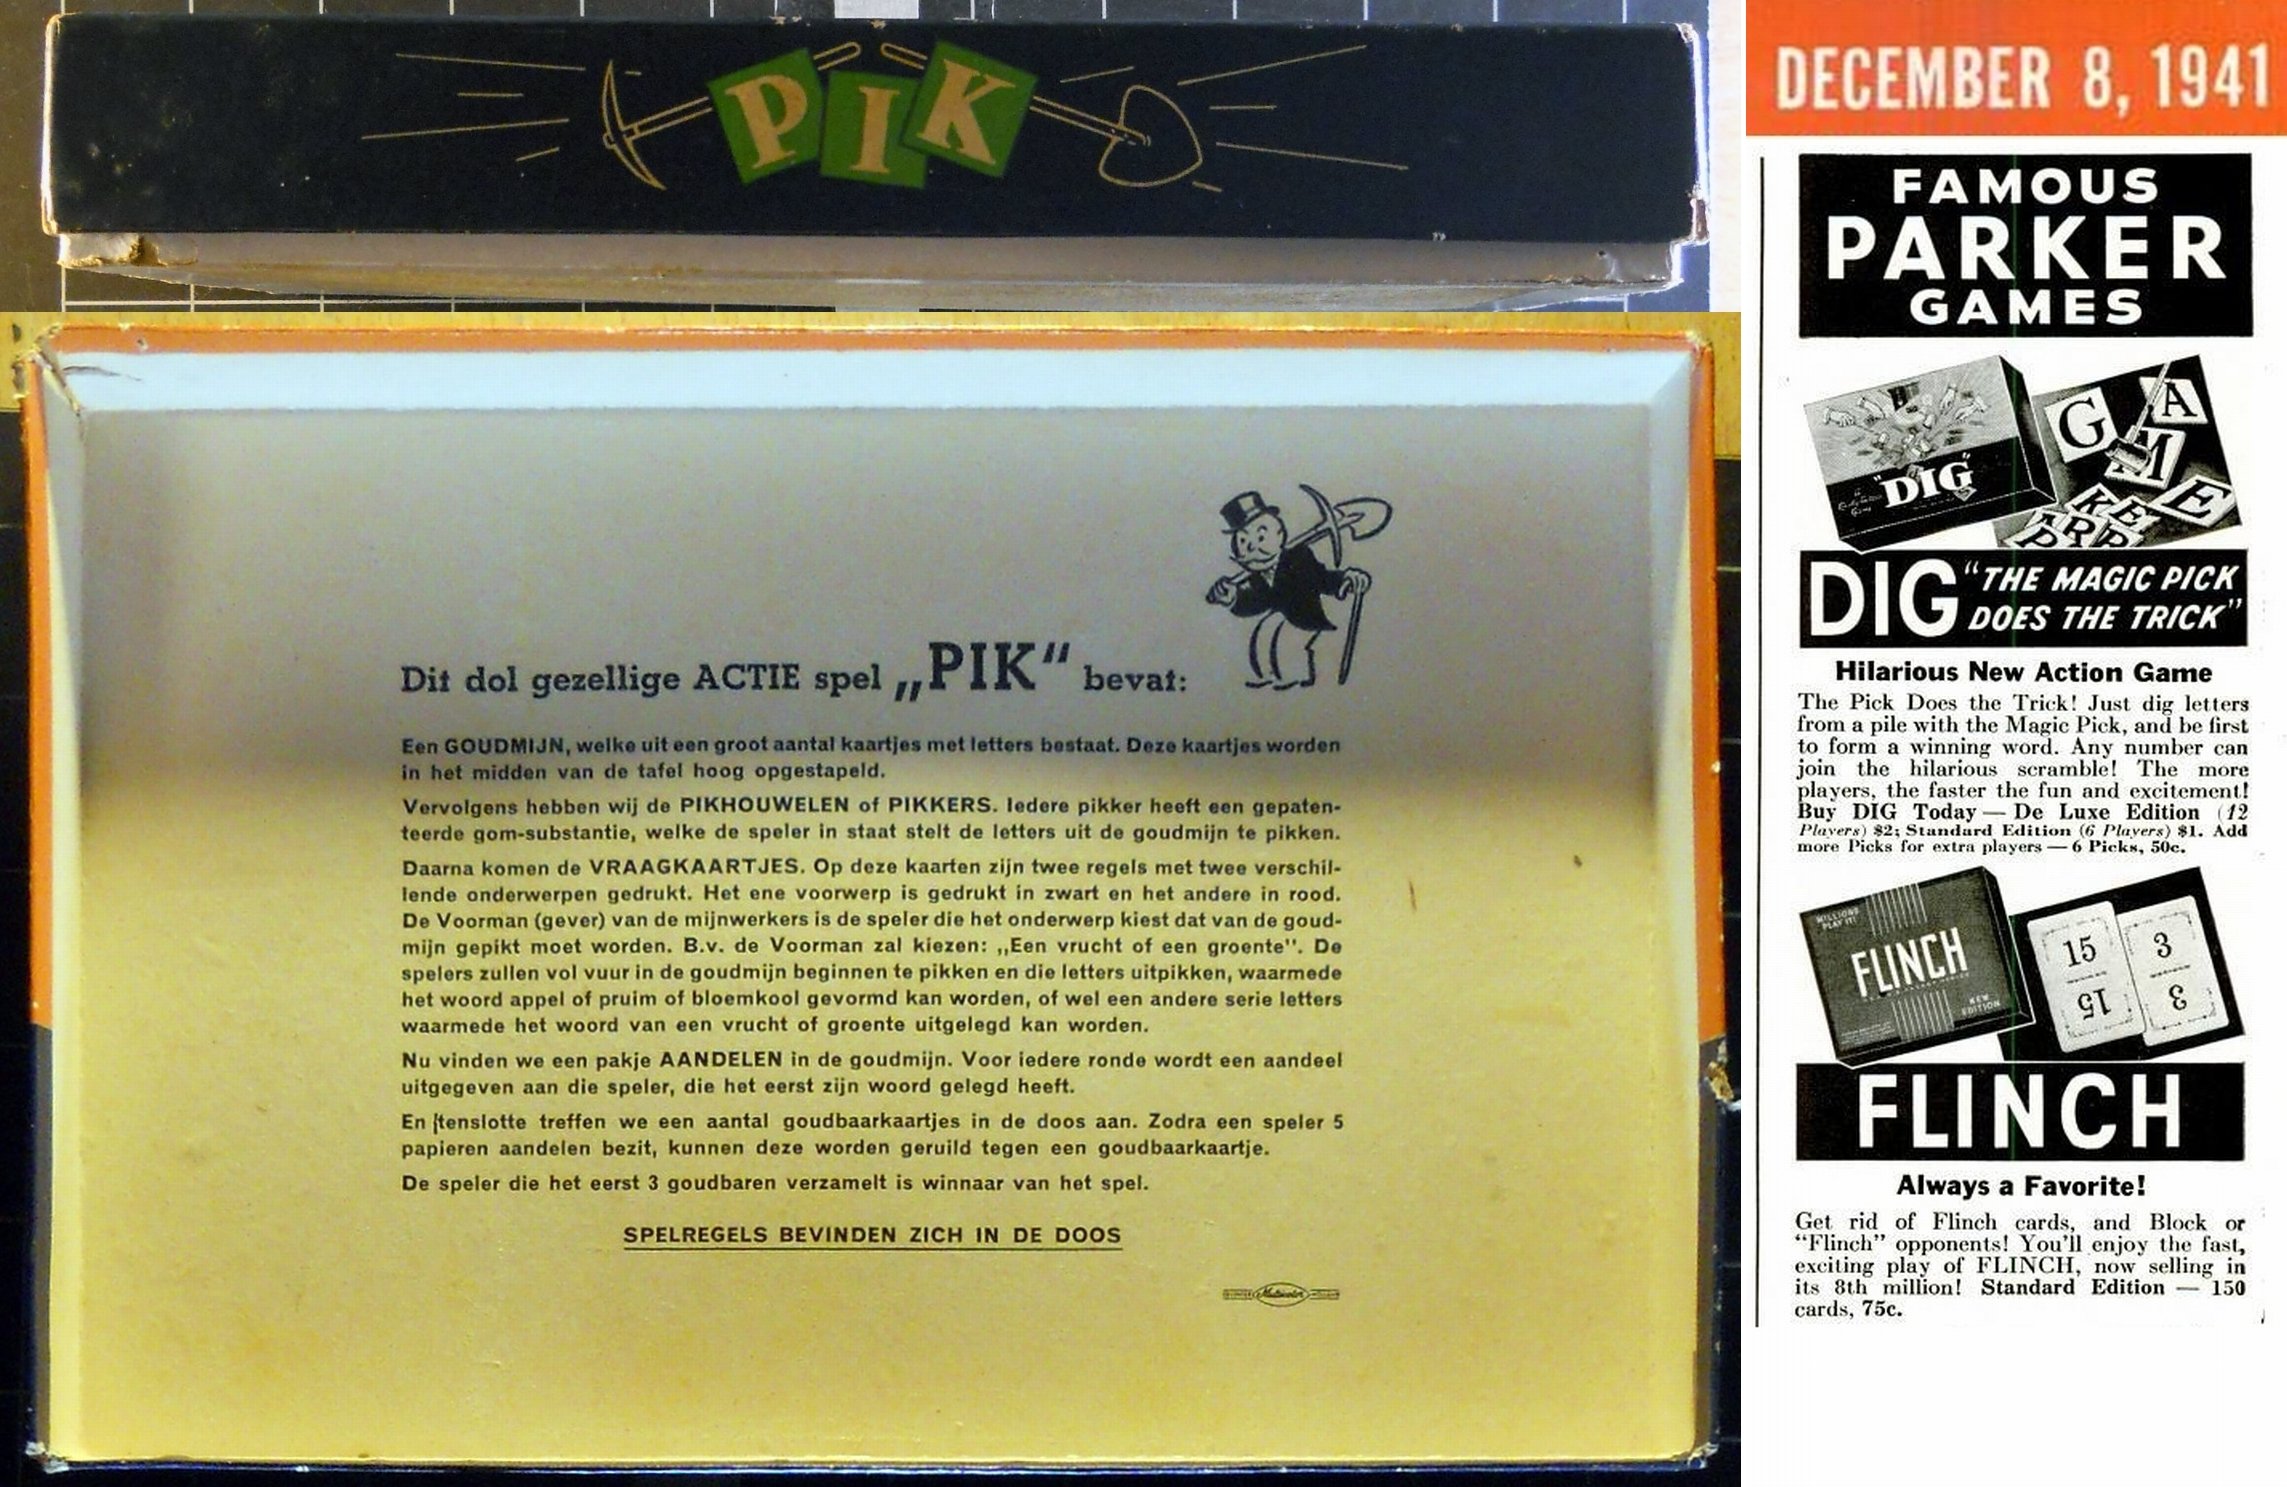 PIK
Dit dol gezellige ACTIE spel „PIK“ bevat:
Een GOUDMIJN, welke uit een groot aantal kaartjes met letters bestaat. Deze kaartjes worden
in het midden van de tafel hoog opgestapeld.
Vervolgens hebben wij de PIKHOUWELEN of PIKKERS. Iedere pikker heeft een gepaten-
teerde gom-substantie, welke de speler in staat stelt de letters uit de goudmijn te pikken.
Daarna komen de VRAAGKAARTJES. Op deze kaarten zijn twee regels met twee verschil-
lende onderwerpen gedrukt. Het ene voorwerp is gedrukt in zwart en het andere in rood.
De Voorman (gever) van de mijnwerkers is de speler die het onderwerp kiest dat van de goud-
mijn gepikt moet worden. B.v. de Voorman zal kiezen: ,,Een vrucht of een groente". De
spelers zullen vol vuur in de goudmijn beginnen te pikken en die letters uitpikken, waarmede
het woord appel of pruim of bloemkool gevormd kan worden, of wel een andere serie letters
waarmede het woord van een vrucht of groente uitgelegd kan worden.
Nu vinden we een pakje AANDELEN in de goudmijn. Voor iedere ronde wordt een aandeel
uitgegeven aan die speler, die het eerst zijn woord gelegd heeft.
En tenslotte treffen we een aantal goudbaarkaartjes in de doos aan. Zodra een speler 5
papieren aandelen bezit, kunnen deze worden geruild tegen een goudbaarkaartje.
De speler die het eerst 3 goudbaren verzamelt is winnaar van het spel.
SPELREGELS BEVINDEN ZICH IN DE DOOS
Multicolor
DECEMBER 8, 1941
FAMOUS
PARKER
GAMES
"DIG"
G A M E
K E
P R R
DIG "THE MAGIC PICK
DOES THE TRICK"
Hilarious New Action Game
The Pick Does the Trick! Just dig letters
from a pile with the Magic Pick, and be first
to form a winning word. Any number can
join the hilarious scramble! The more
players, the faster the fun and excitement!
Buy DIG Today — De Luxe Edition (12
Players) $2; Standard Edition (6 Players) $1. Add
more Picks for extra players — 6 Picks, 50c.
MILLIONS
PLAY IT!
FLINCH
NEW
EDITION
15
15
3
3
FLINCH
Always a Favorite!
Get rid of Flinch cards, and Block or
"Flinch" opponents! You'll enjoy the fast,
exciting play of FLINCH, now selling in
its 8th million! Standard Edition — 150
cards, 75c.